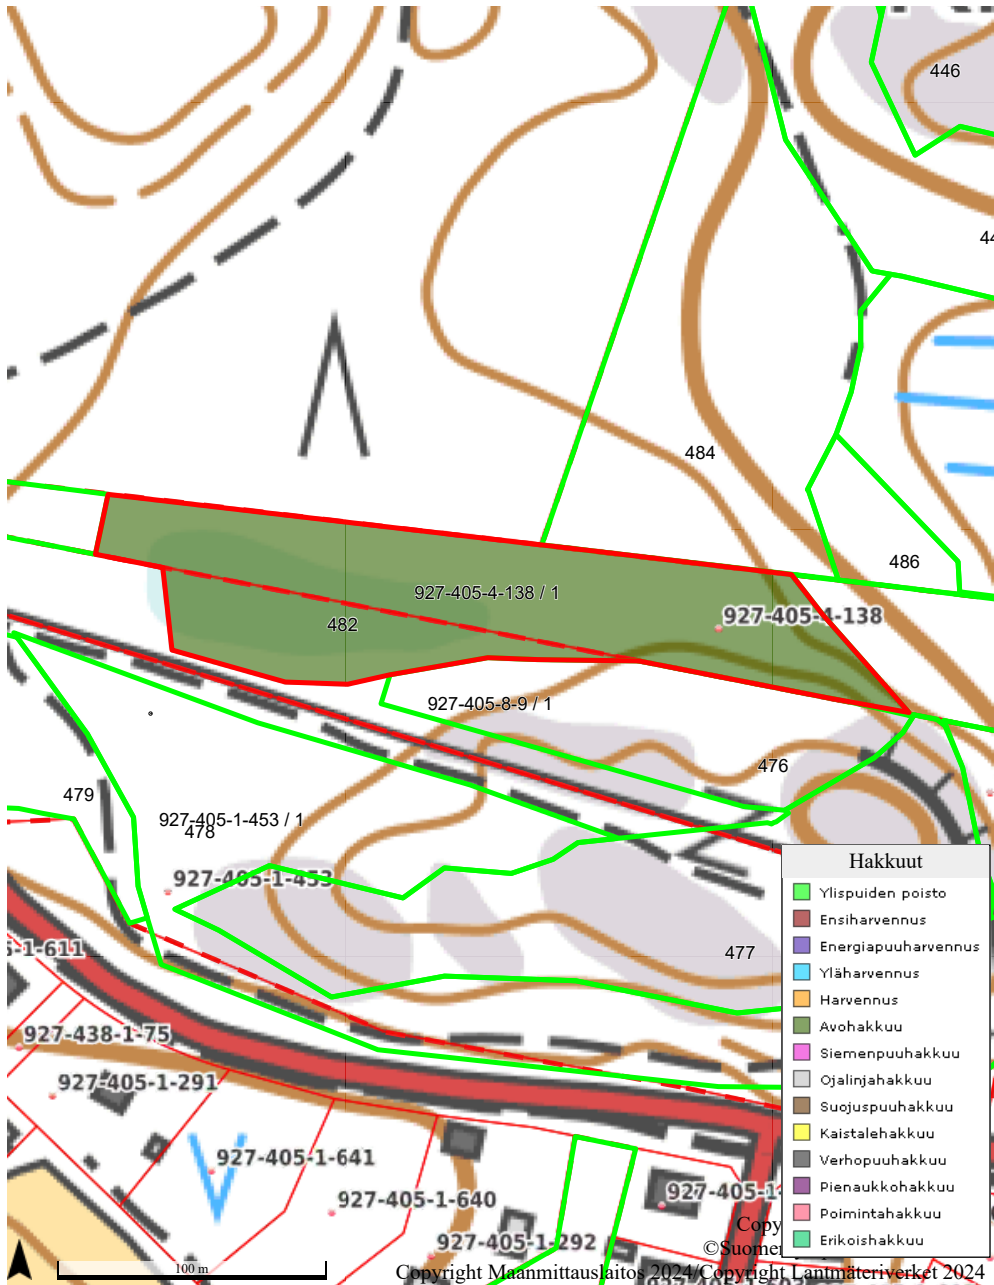 446
484
486
927-405-4-138 / 1
927-405-4-138
482
927-405-8-9 / 1
476
479
927-405-1-453 / 1
478
927-405-1-453
477
927-438-1-75
927-405-1-291
927-405-1-641
927-405-1-640
927-405-1-292
Hakkuut
Ylispuiden poisto
Ensiharvennus
Energiapuuharvennus
Yläharvennus
Harvennus
Avohakkuu
Siemenpuuhakkuu
Ojalinjahakkuu
Suojuspuuhakkuu
Kaistalehakkuu
Verhopuuhakkuu
Pienaukkohakkuu
Poimintahakkuu
Erikoishakkuu
100 m
Copyright Maanmittauslaitos 2024/Copyright Lantmäteriverket 2024